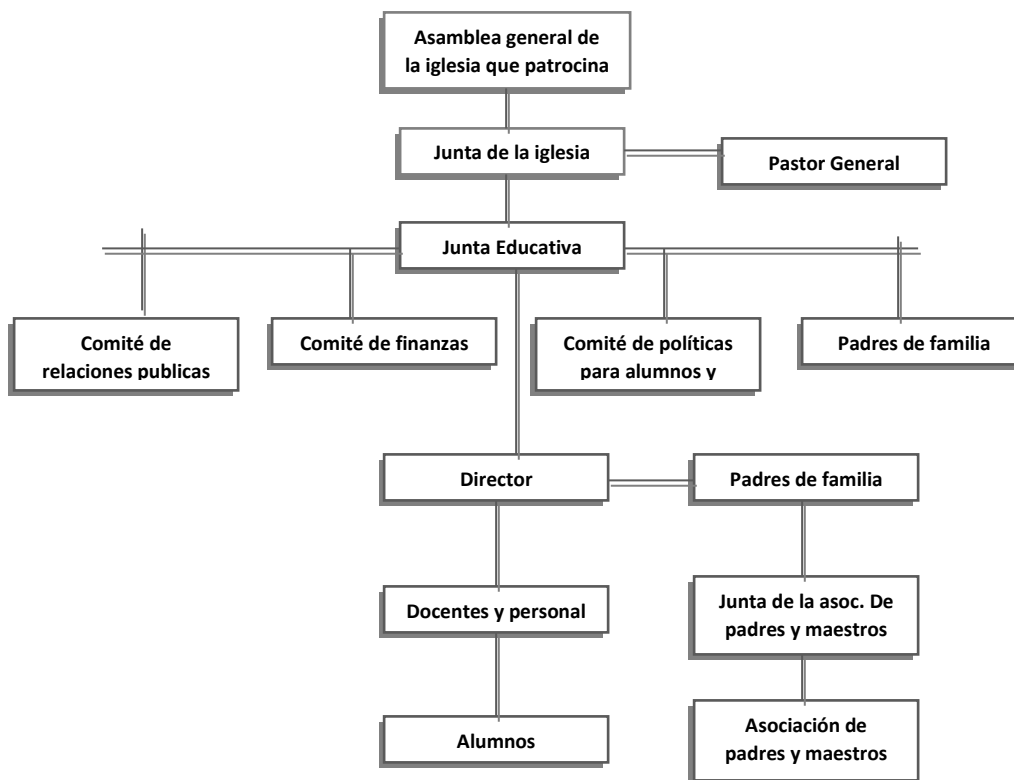 Asamblea general de
la iglesia que patrocina
Junta de la iglesia
Pastor General
Junta Educativa
Comité de
relaciones publicas
Comité de finanzas
Comité de políticas
para alumnos y
Padres de familia
Director
Padres de familia
Docentes y personal
Junta de la asoc. De
padres y maestros
Alumnos
Asociación de
padres y maestros